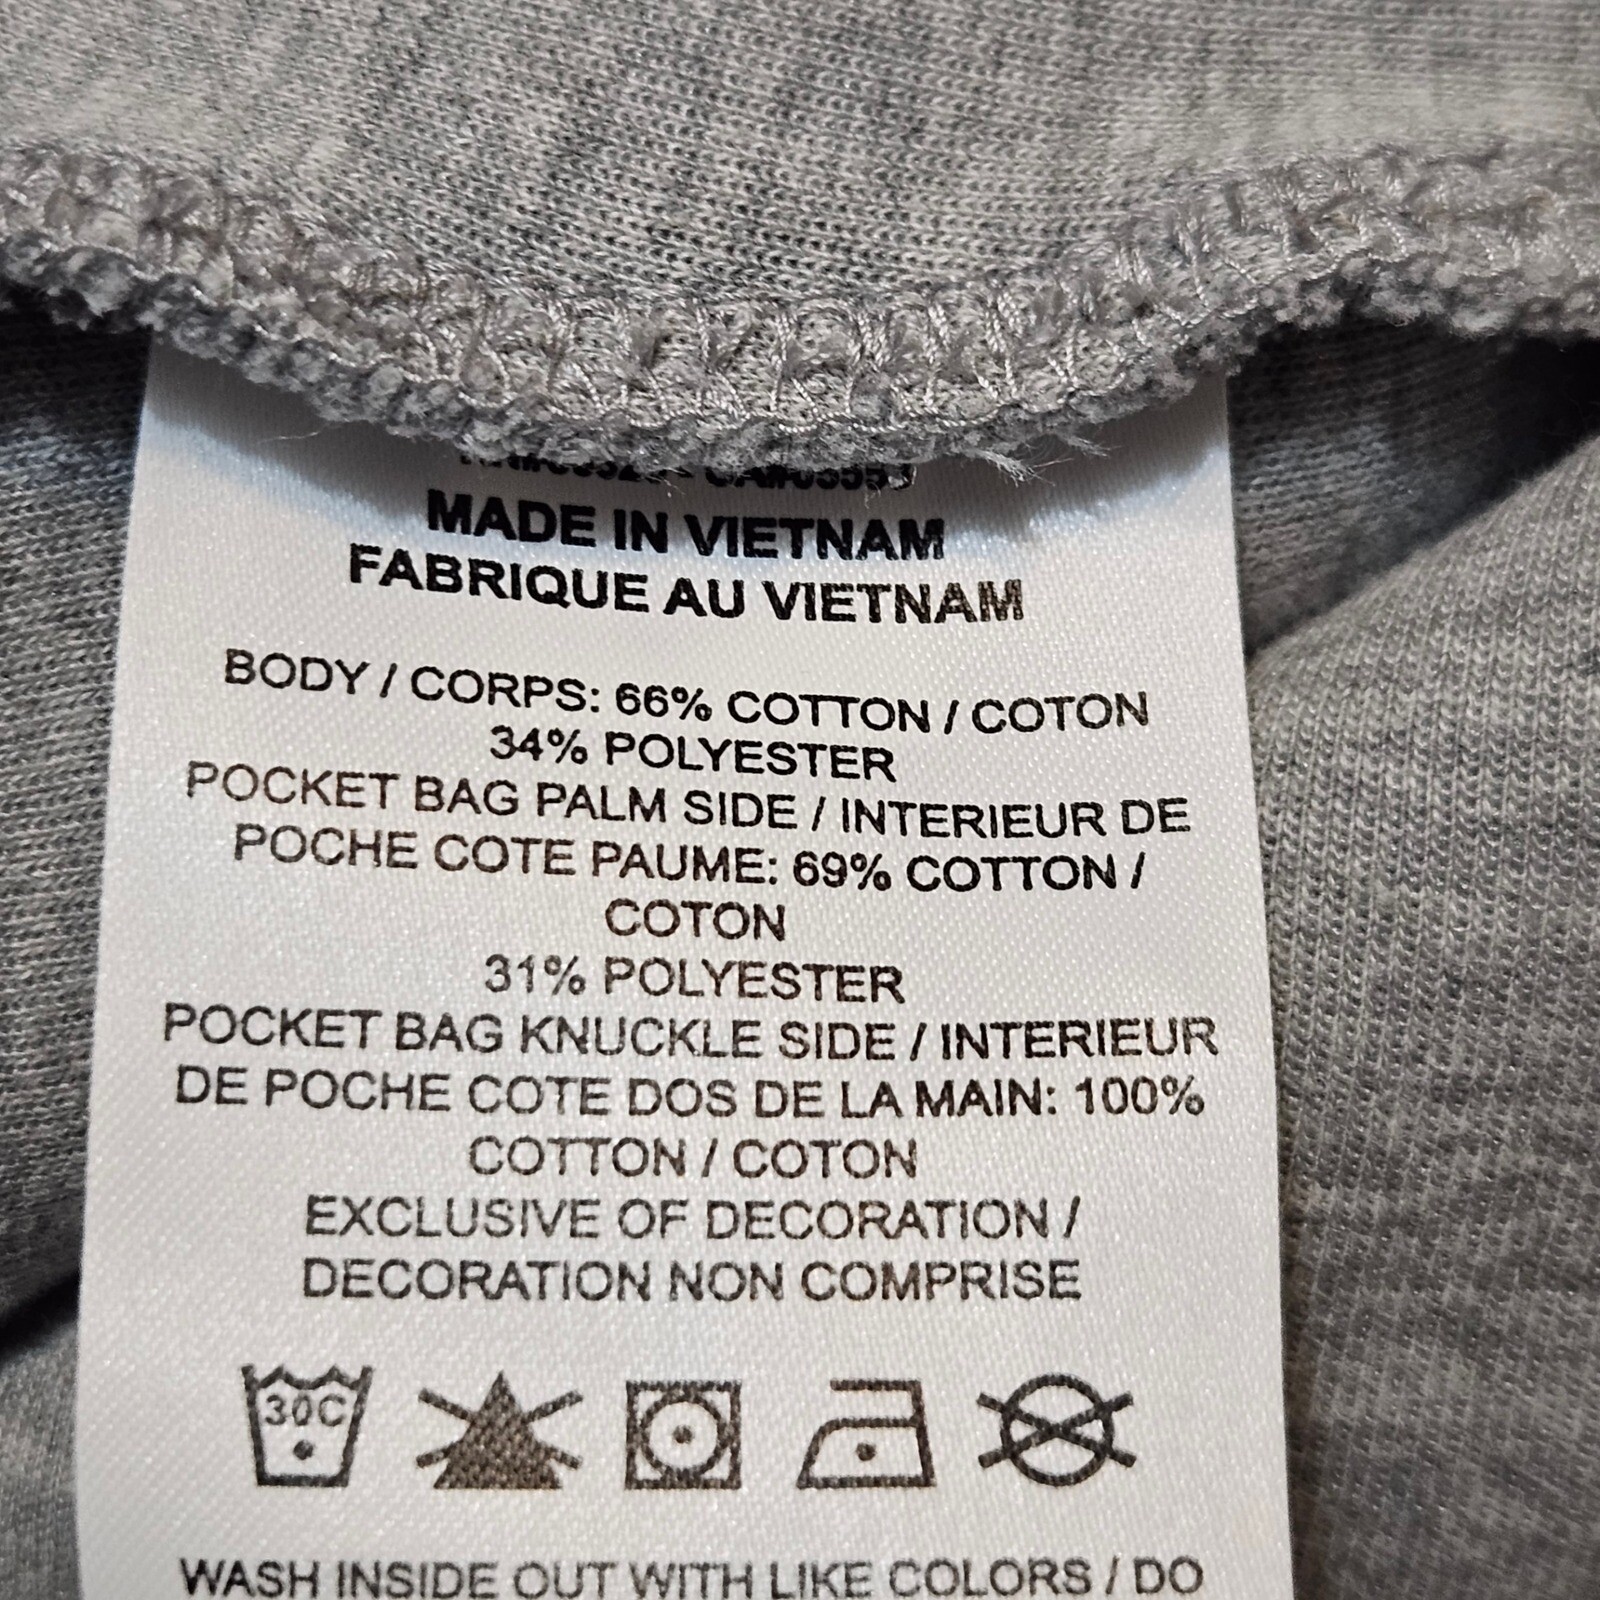 MADE IN VIETNAM
FABRIQUE AU VIETNAM
BODY / CORPS: 66% COTTON / COTON
34% POLYESTER
POCKET BAG PALM SIDE / INTERIEUR DE
POCHE COTE PAUME: 69% COTTON /
COTON
31% POLYESTER
POCKET BAG KNUCKLE SIDE / INTERIEUR
DE POCHE COTE DOS DE LA MAIN: 100%
COTTON / COTON
EXCLUSIVE OF DECORATION /
DECORATION NON COMPRISE
30C
WASH INSIDE OUT WITH LIKE COLORS / DO